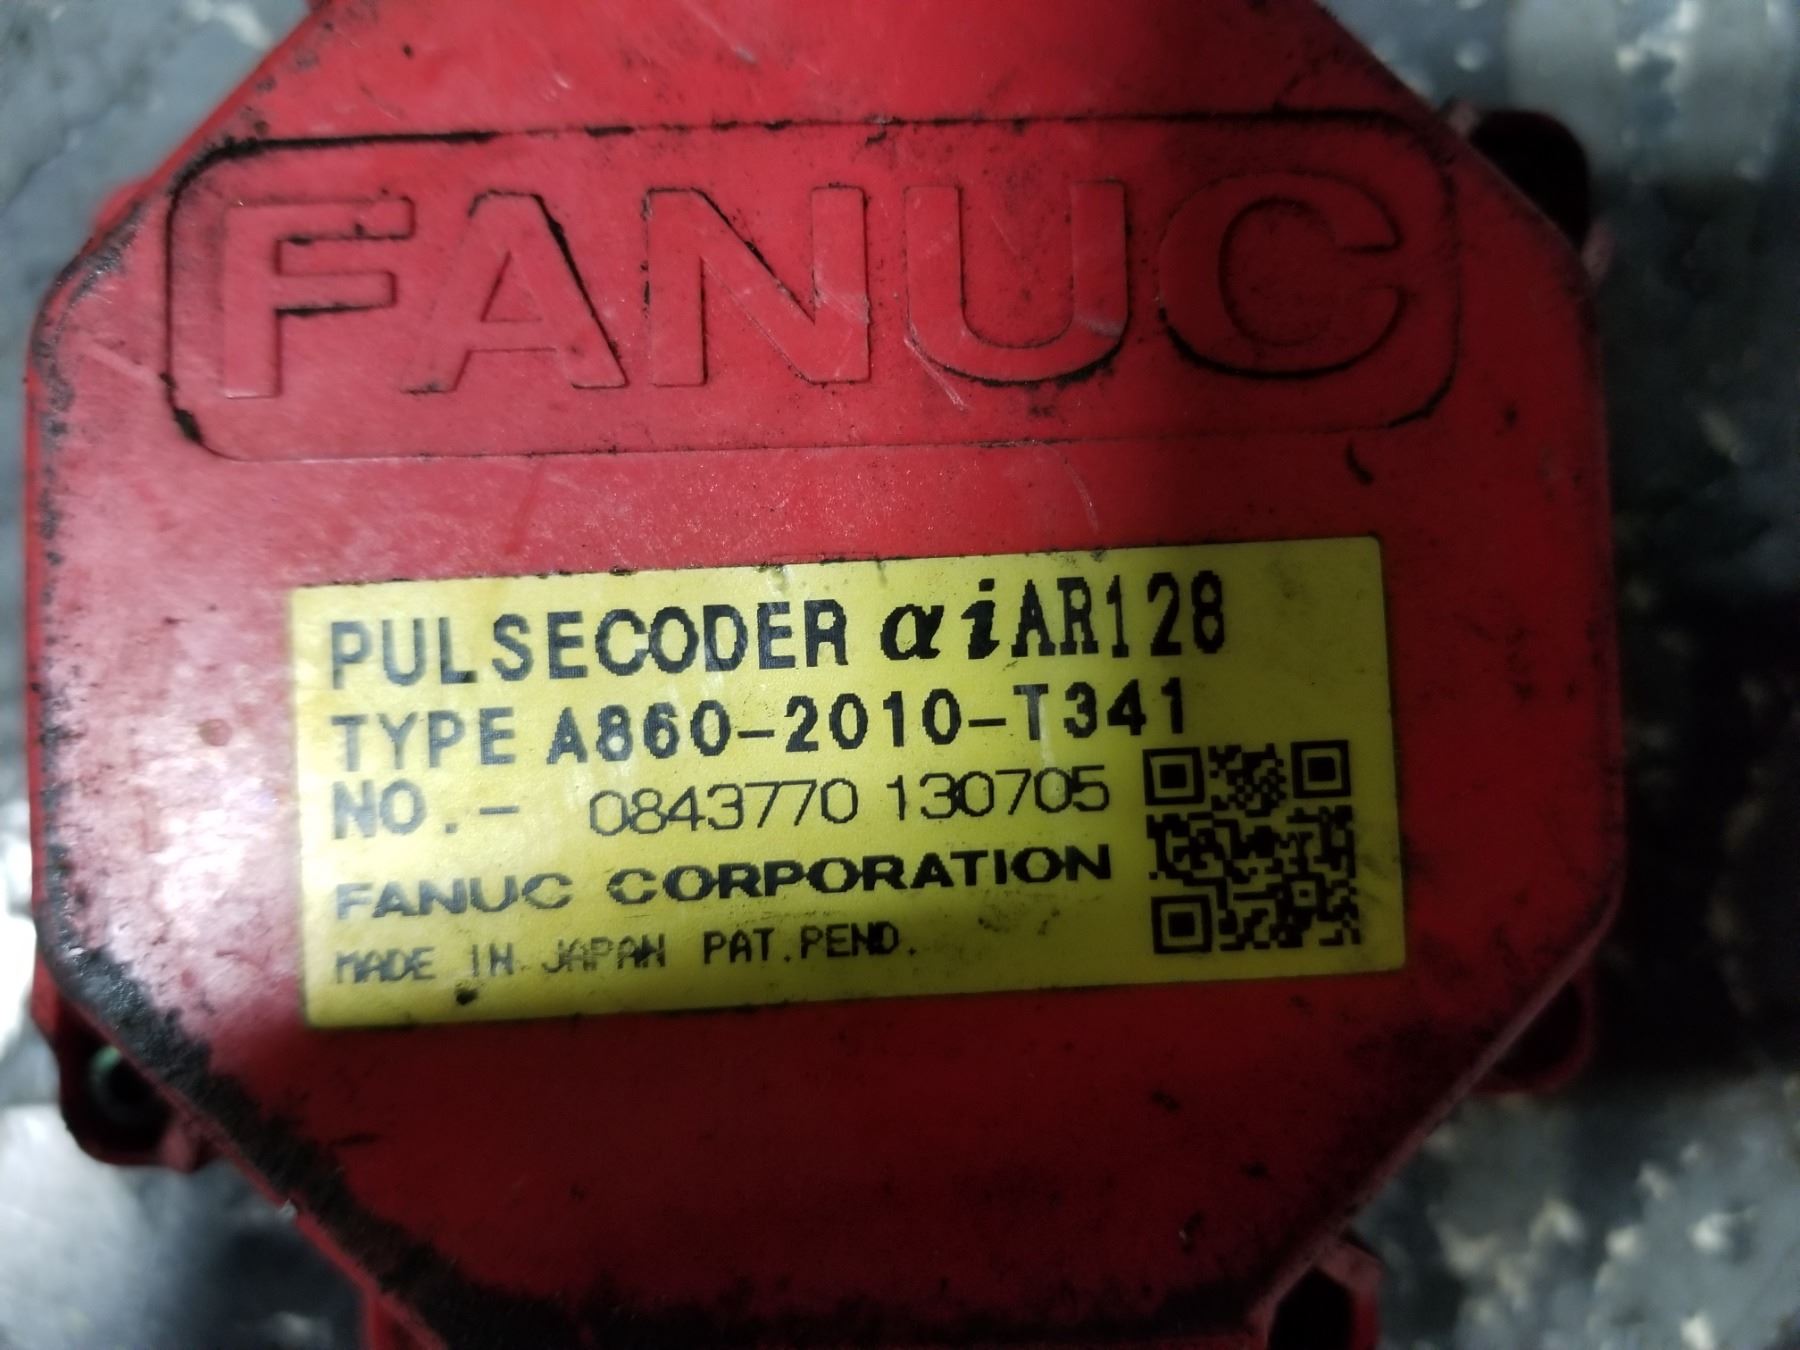 FANUC
PULSECODER αiAR128
TYPE A860-2010-T341
NO.- 0843770 130705
FANUC CORPORATION
MADE IN JAPAN PAT.PEND.